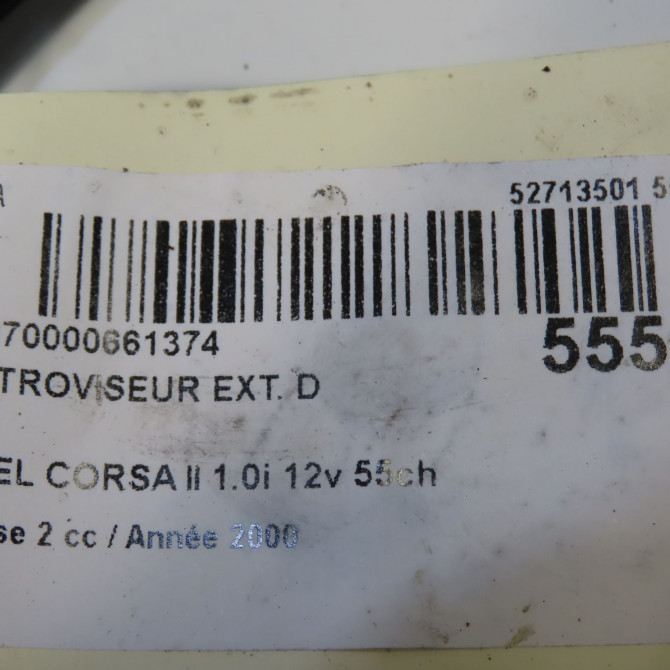 52713501 5
70000661374
555
TROVISEUR EXT. D
EL CORSA II 1.0i 12v 55ch
se 2 cc / Année 2000